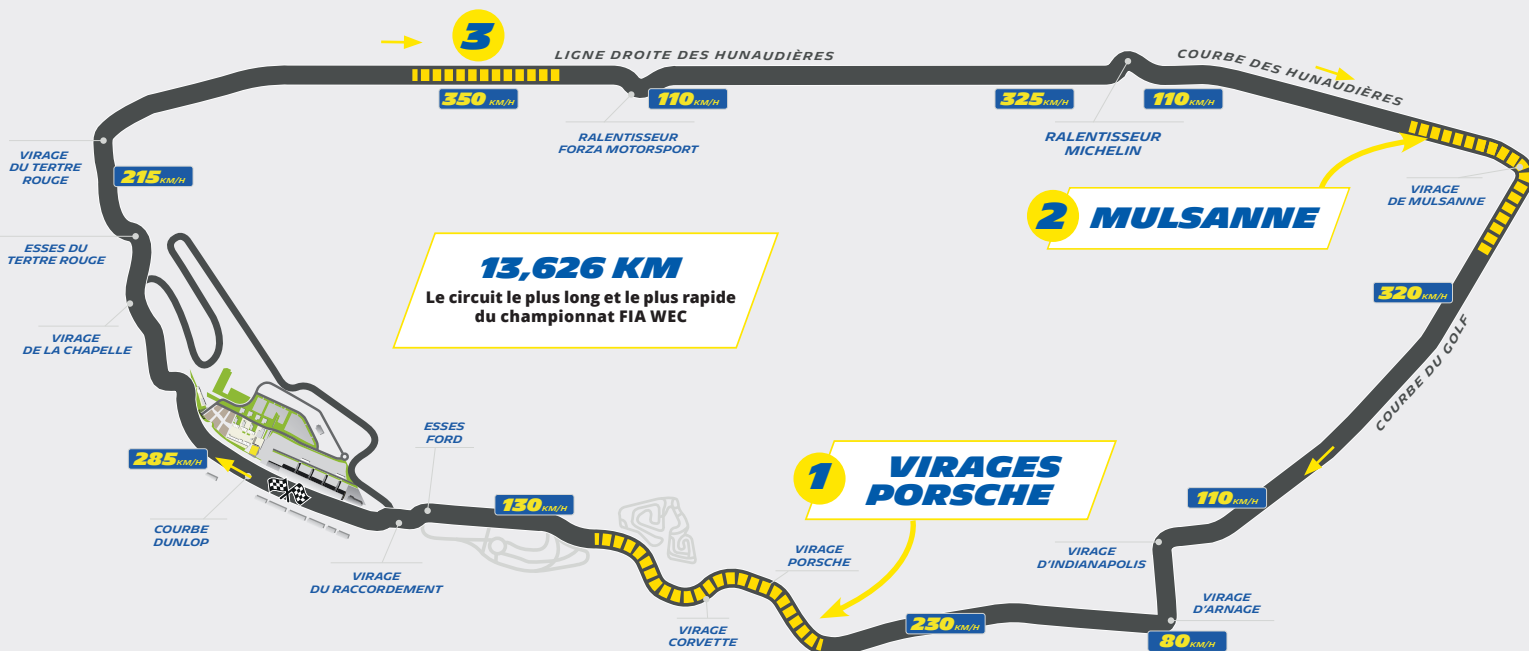 3
LIGNE DROITE DES HUNAUDIÈRES
COURBE DES HUNAUDIÈRES
350 KM/H
110 KM/H
325 KM/H
110 KM/H
RALENTISSEUR
FORZA MOTORSPORT
RALENTISSEUR
MICHELIN
VIRAGE
DU TERTRE
ROUGE
215 KM/H
2 MULSANNE
VIRAGE
DE MULSANNE
ESSES DU
TERTRE ROUGE
13,626 KM
Le circuit le plus long et le plus rapide
du championnat FIA WEC
320 KM/H
VIRAGE
DE LA CHAPELLE
COURBE DU GOLF
ESSES
FORD
285 KM/H
1 VIRAGES
PORSCHE
130 KM/H
110 KM/H
COURBE
DUNLOP
VIRAGE
PORSCHE
VIRAGE
D'INDIANAPOLIS
VIRAGE
DU RACCORDEMENT
VIRAGE
D'ARNAGE
VIRAGE
CORVETTE
230 KM/H
80 KM/H